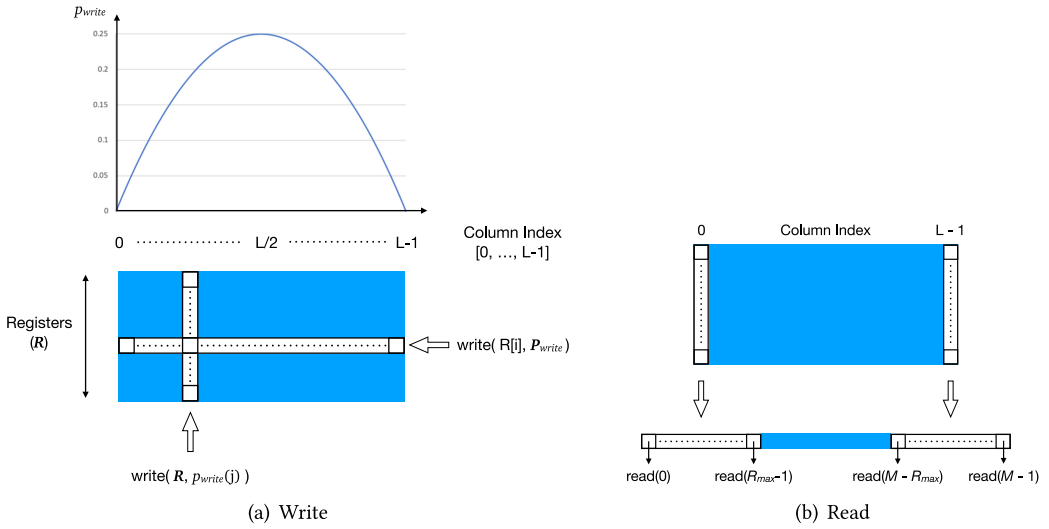 p_write
0.25
0.2
0.15
0.1
0.05
0
0 ............... L/2 ............... L-1
Column Index
[0, ..., L-1]
Registers
(R)
write( R[i], P_write )
write( R, p_write(j) )
(a) Write
0 Column Index L - 1
read(0) read(R_max-1) read(M - R_max) read(M - 1)
(b) Read